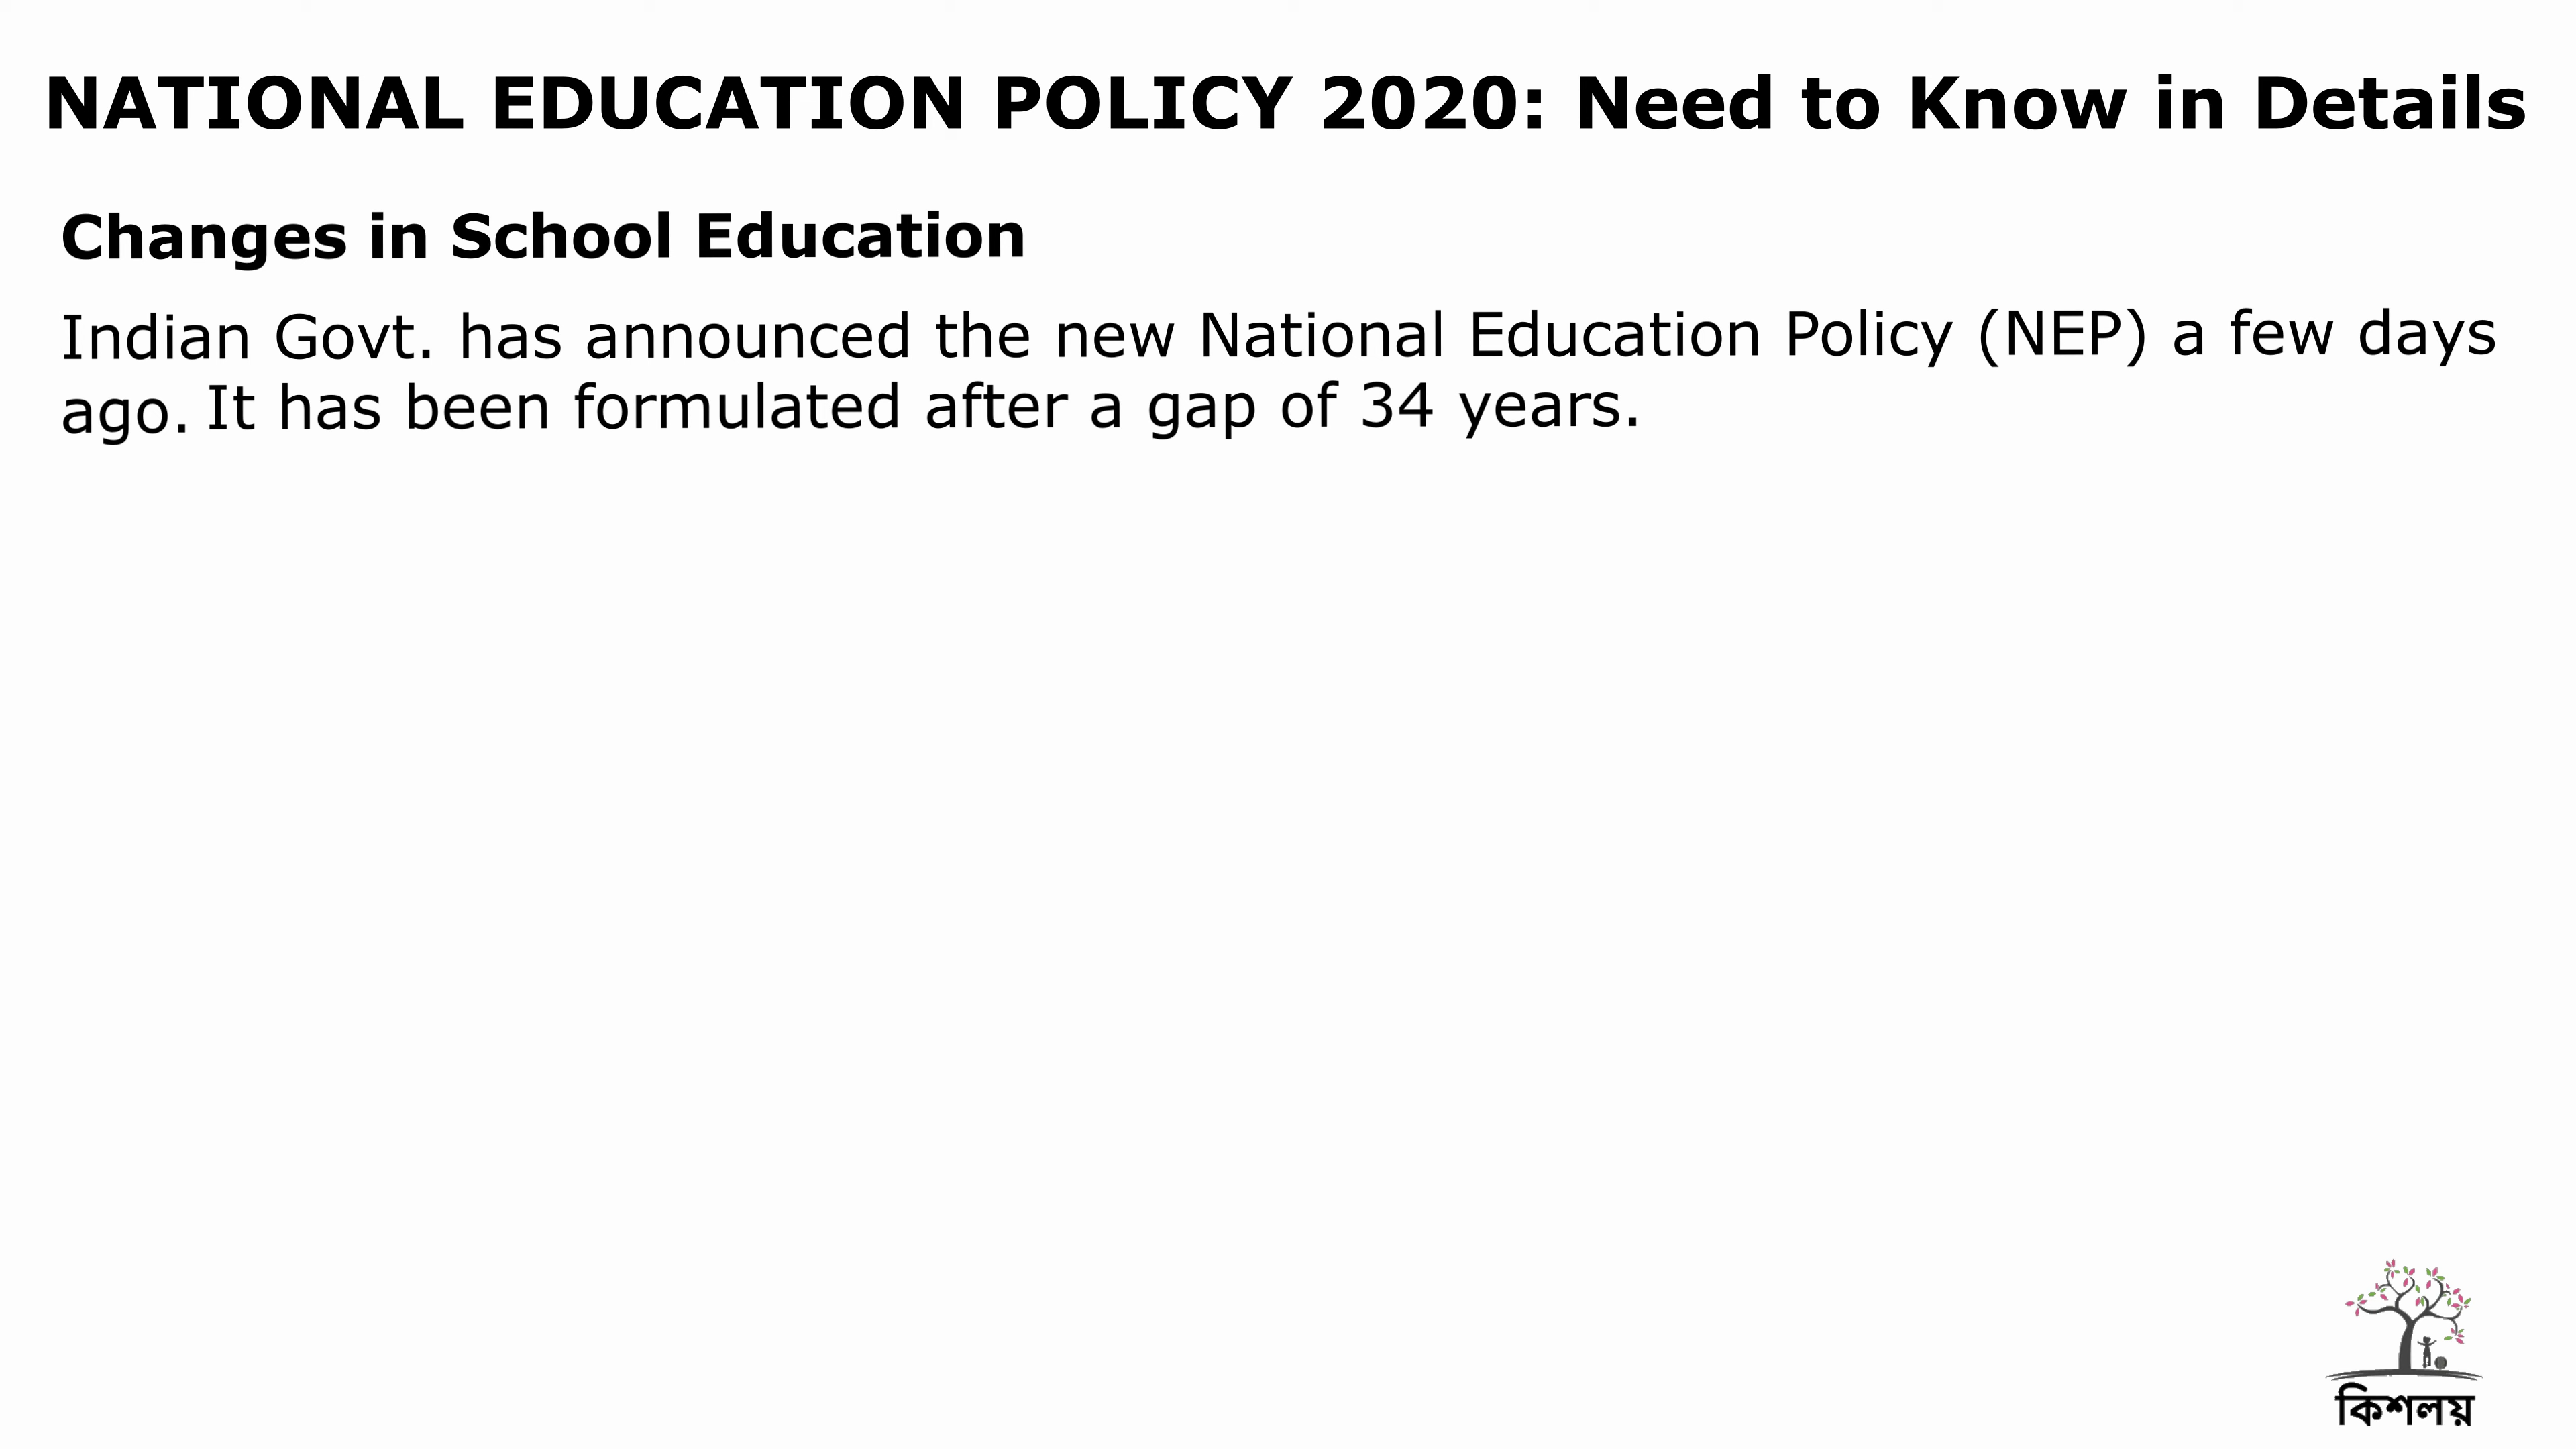 NATIONAL EDUCATION POLICY 2020: Need to Know in Details
Changes in School Education
Indian Govt. has announced the new National Education Policy (NEP) a few days
ago. It has been formulated after a gap of 34 years.
কিশলয়